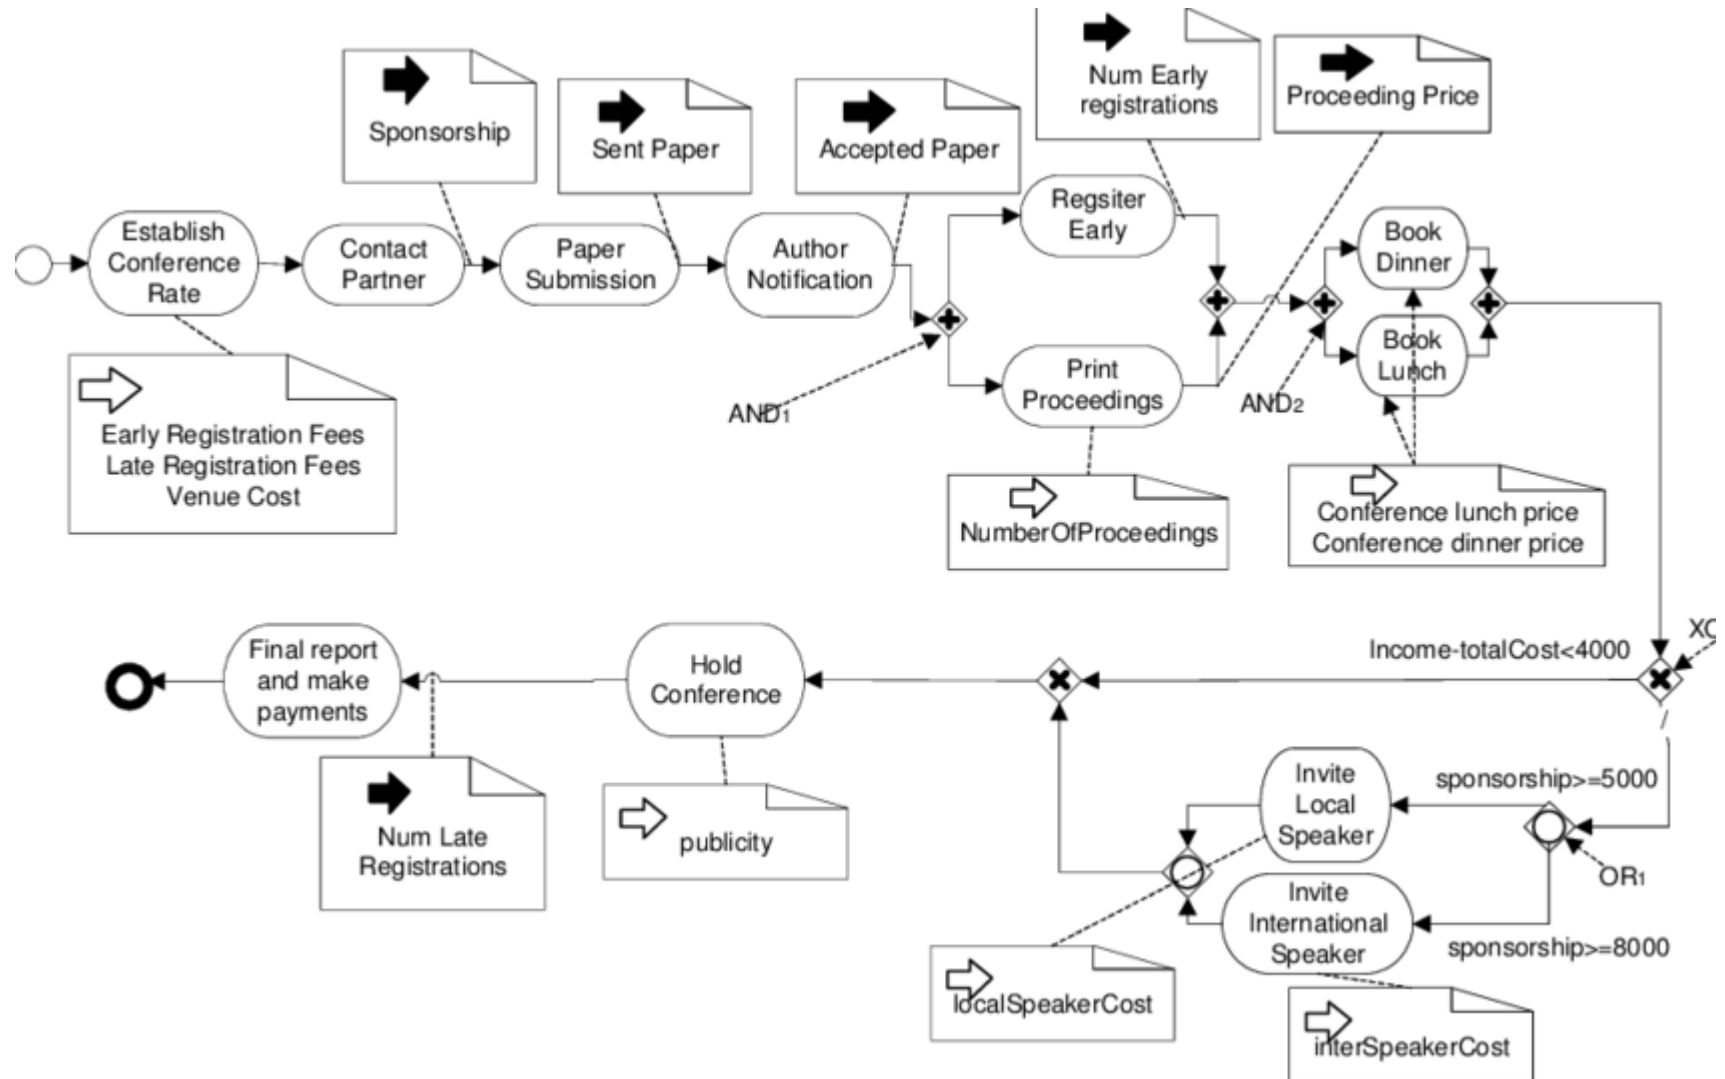 Sponsorship
Sent Paper
Accepted Paper
Num Early
registrations
Proceeding Price
Establish
Conference
Rate
Contact
Partner
Paper
Submission
Author
Notification
Regsiter
Early
Print
Proceedings
Book
Dinner
Book
Lunch
AND1
AND2
Early Registration Fees
Late Registration Fees
Venue Cost
NumberOfProceedings
Conference lunch price
Conference dinner price
Final report
and make
payments
Hold
Conference
Income-totalCost<4000
XO
Num Late
Registrations
publicity
Invite
Local
Speaker
sponsorship>=5000
OR1
Invite
International
Speaker
sponsorship>=8000
localSpeakerCost
interSpeakerCost